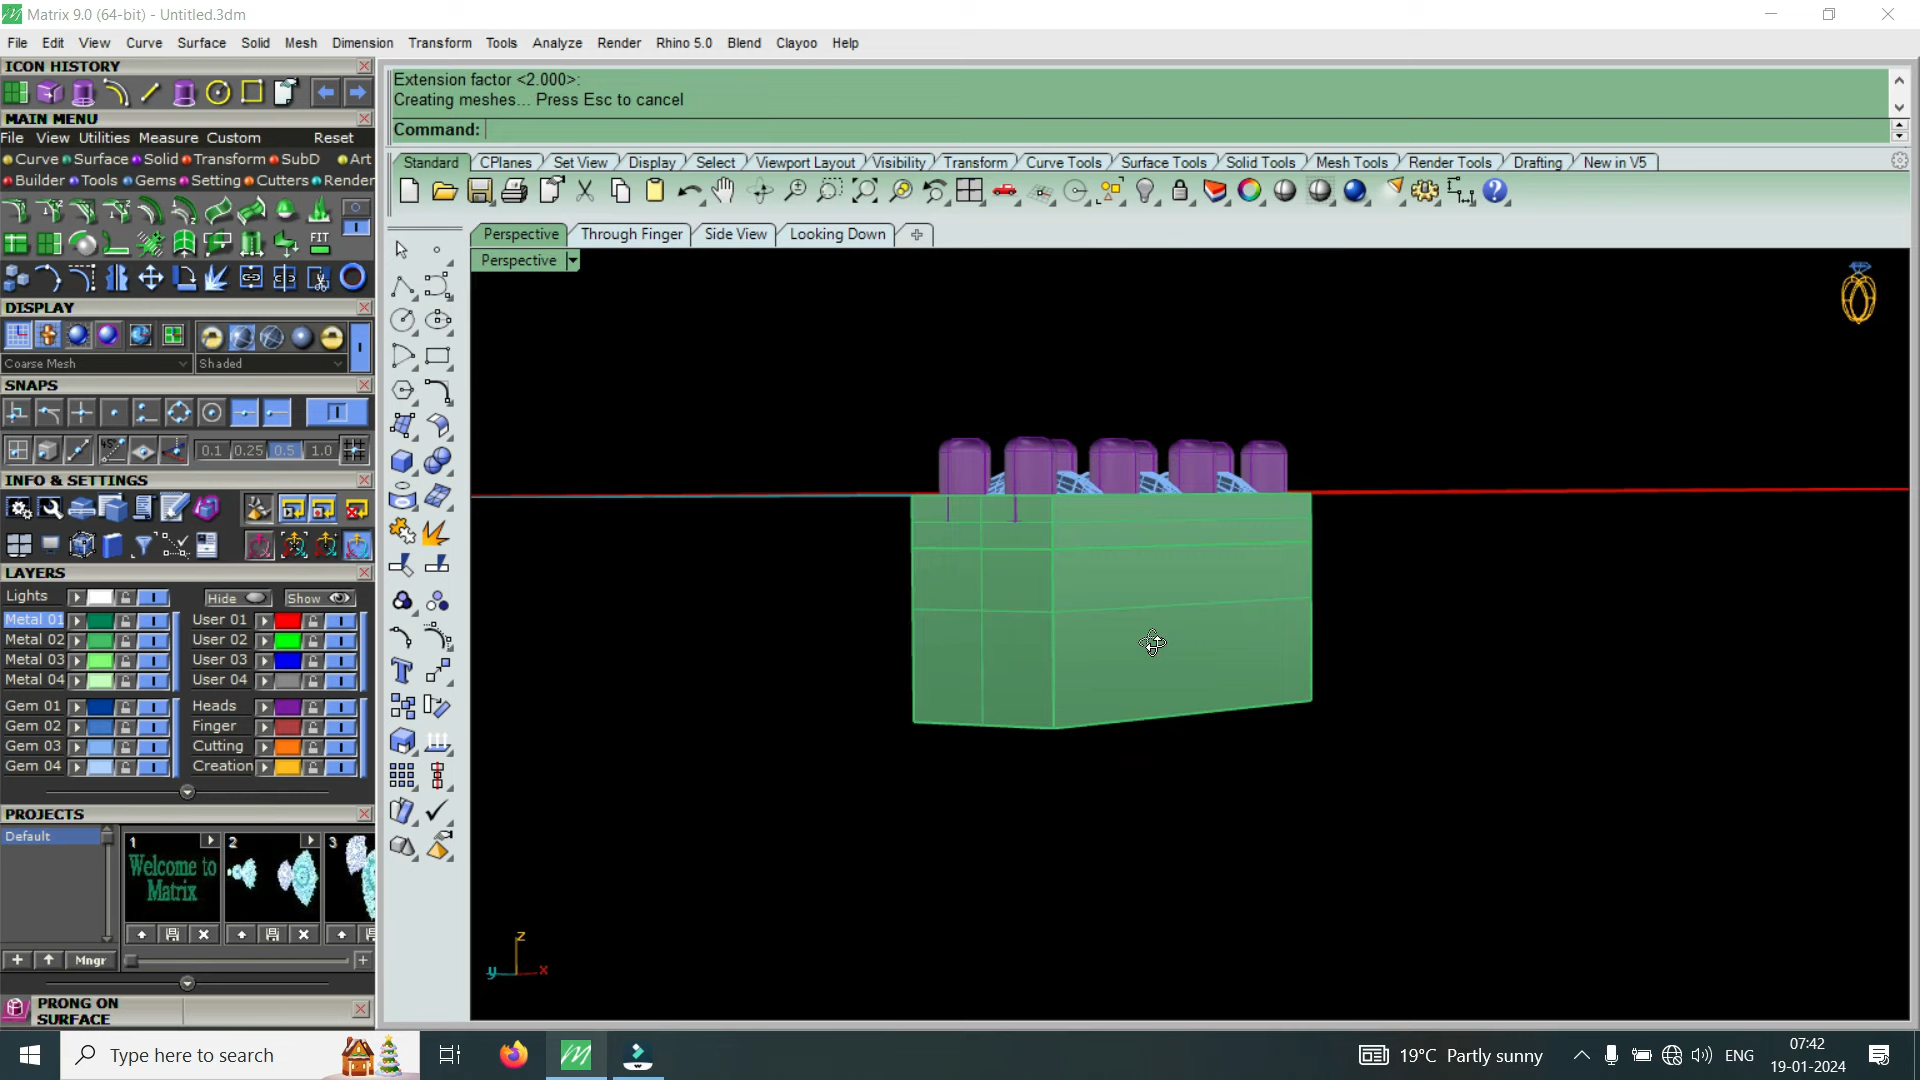 Matrix 9.0 (64-bit) - Untitled.3dm
File Edit View Curve Surface Solid Mesh Dimension Transform Tools Analyze Render Rhino 5.0 Blend Clayoo Help
ICON HISTORY
MAIN MENU
File View Utilities Measure Custom Reset
Curve Surface Solid Transform SubD Art
Builder Tools Gems Setting Cutters Render
FIT
DISPLAY
Coarse Mesh Shaded
SNAPS
0.1 0.25 0.5 1.0
INFO & SETTINGS
LAYERS
Lights Hide Show
Metal 01 User 01
Metal 02 User 02
Metal 03 User 03
Metal 04 User 04
Gem 01 Heads
Gem 02 Finger
Gem 03 Cutting
Gem 04 Creation
PROJECTS
Default
1 2 3
Welcome to
Matrix
Mngr
PRONG ON
SURFACE
Extension factor <2.000>:
Creating meshes... Press Esc to cancel
Command:
Standard CPlanes Set View Display Select Viewport Layout Visibility Transform Curve Tools Surface Tools Solid Tools Mesh Tools Render Tools Drafting New in V5
Perspective Through Finger Side View Looking Down
Perspective
z
y x
Type here to search
19°C Partly sunny
ENG
07:42
19-01-2024